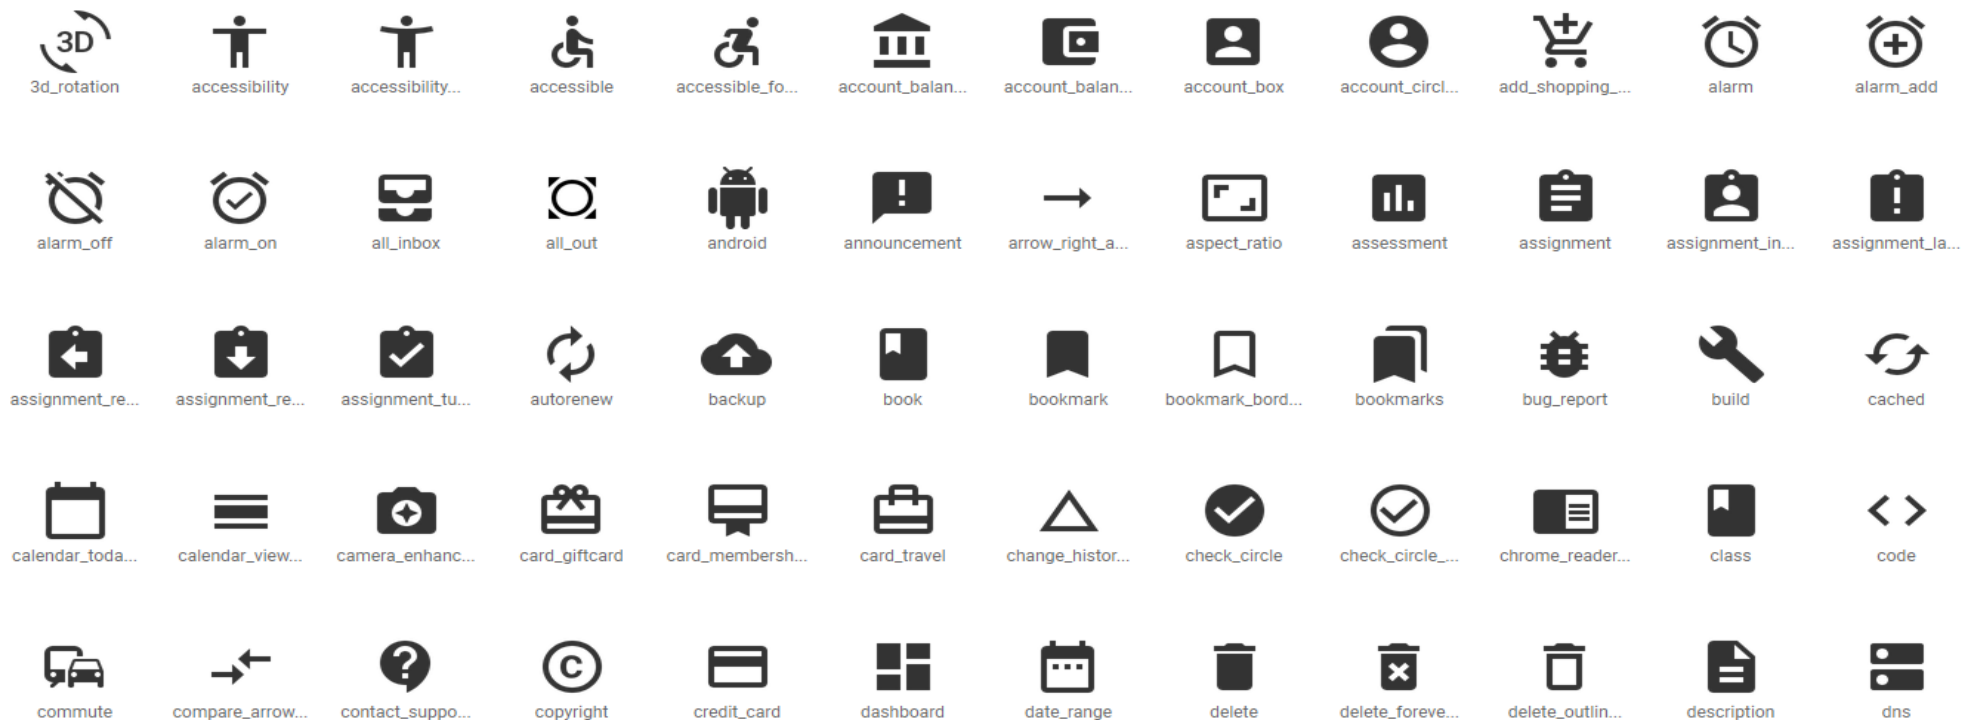 3D
3d_rotation accessibility accessibility... accessible accessible_fo... account_balan... account_balan... account_box account_circl... add_shopping_... alarm alarm_add
alarm_off alarm_on all_inbox all_out android announcement arrow_right_a... aspect_ratio assessment assignment assignment_in... assignment_la...
assignment_re... assignment_re... assignment_tu... autorenew backup book bookmark bookmark_bord... bookmarks bug_report build cached
calendar_toda... calendar_view... camera_enhanc... card_giftcard card_membersh... card_travel change_histor... check_circle check_circle_... chrome_reader... class code
C
commute compare_arrow... contact_suppo... copyright credit_card dashboard date_range delete delete_foreve... delete_outlin... description dns